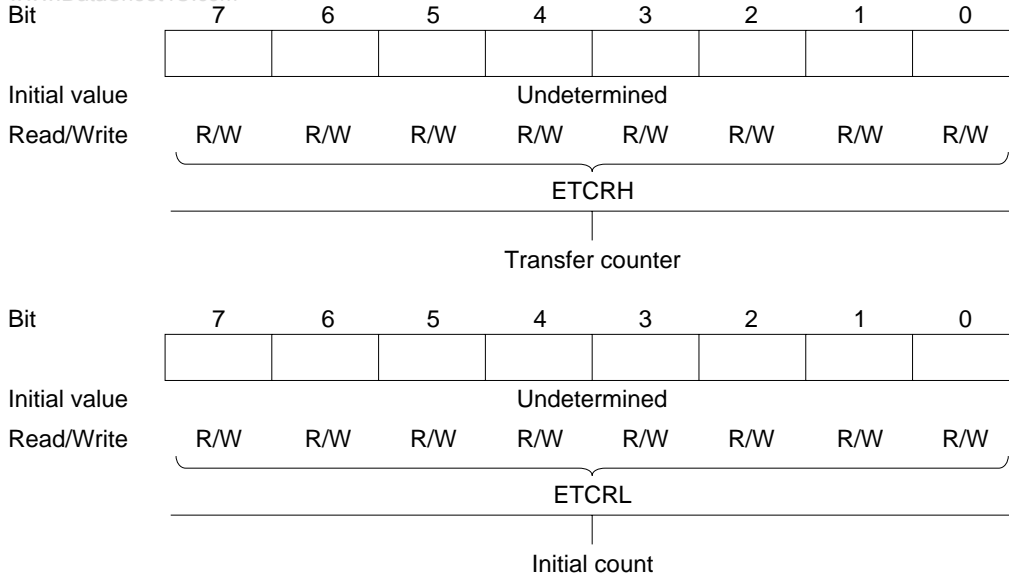 Bit 7 6 5 4 3 2 1 0
Initial value Undetermined
Read/Write R/W R/W R/W R/W R/W R/W R/W R/W
ETCRH
Transfer counter
Bit 7 6 5 4 3 2 1 0
Initial value Undetermined
Read/Write R/W R/W R/W R/W R/W R/W R/W R/W
ETCRL
Initial count